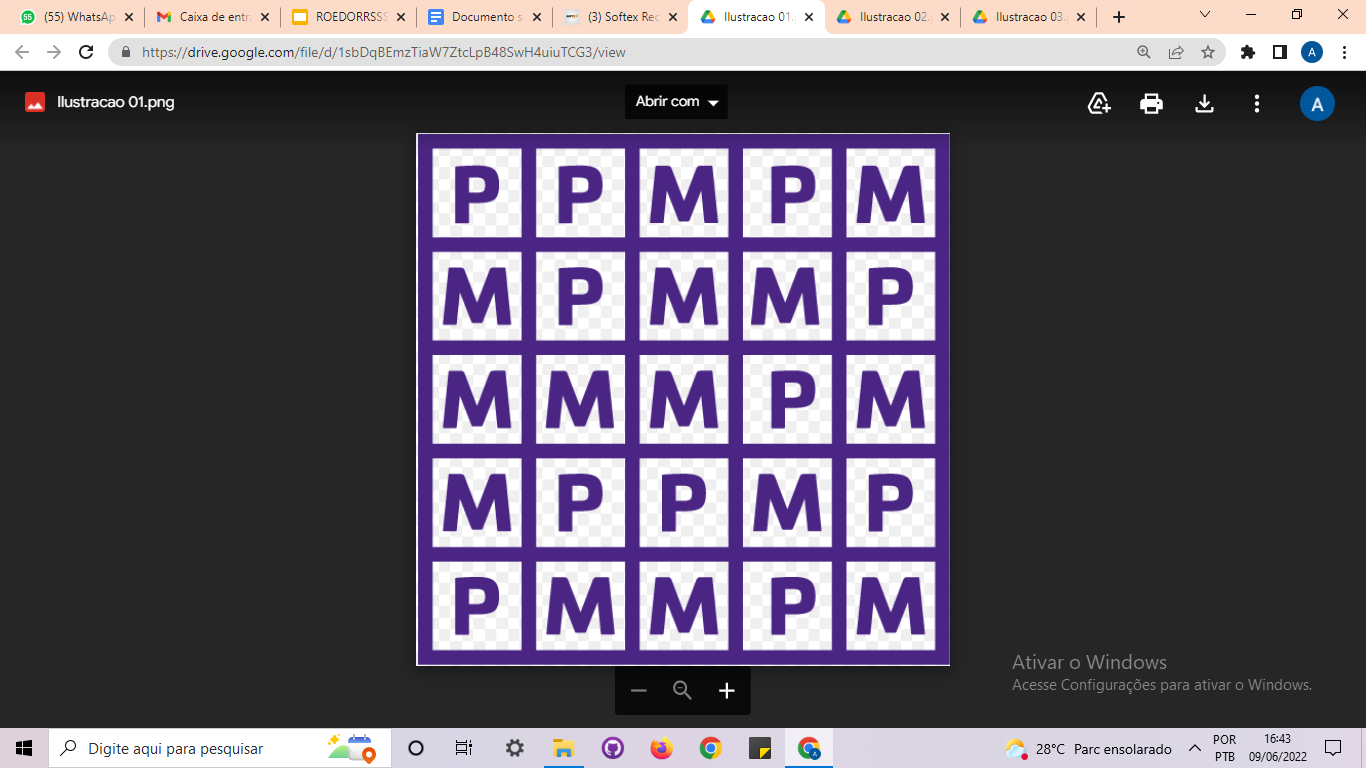 (55) WhatsAp
Caixa de entra
ROEDORRSSS
Documento s
(3) Softex Rec
Ilustracao 01.
Ilustracao 02.
Ilustracao 03.
https://drive.google.com/file/d/1sbDqBEmzTiaW7ZtcLpB48SwH4uiuTCG3/view
A
Ilustracao 01.png
Abrir com
A
P P M P M
M P M M P
M M M P M
M P P M P
P M M P M
Ativar o Windows
Acesse Configurações para ativar o Windows.
Digite aqui para pesquisar
28°C Parc ensolarado
POR
PTB
16:43
09/06/2022